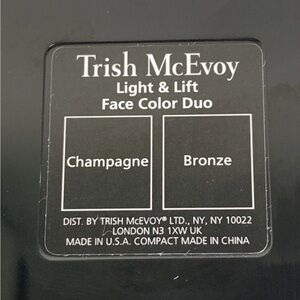 Trish McEvoy
Light & Lift
Face Color Duo
Champagne Bronze
DIST. BY TRISH McEVOY® LTD., NY, NY 10022
LONDON N3 1XW UK
MADE IN U.S.A. COMPACT MADE IN CHINA